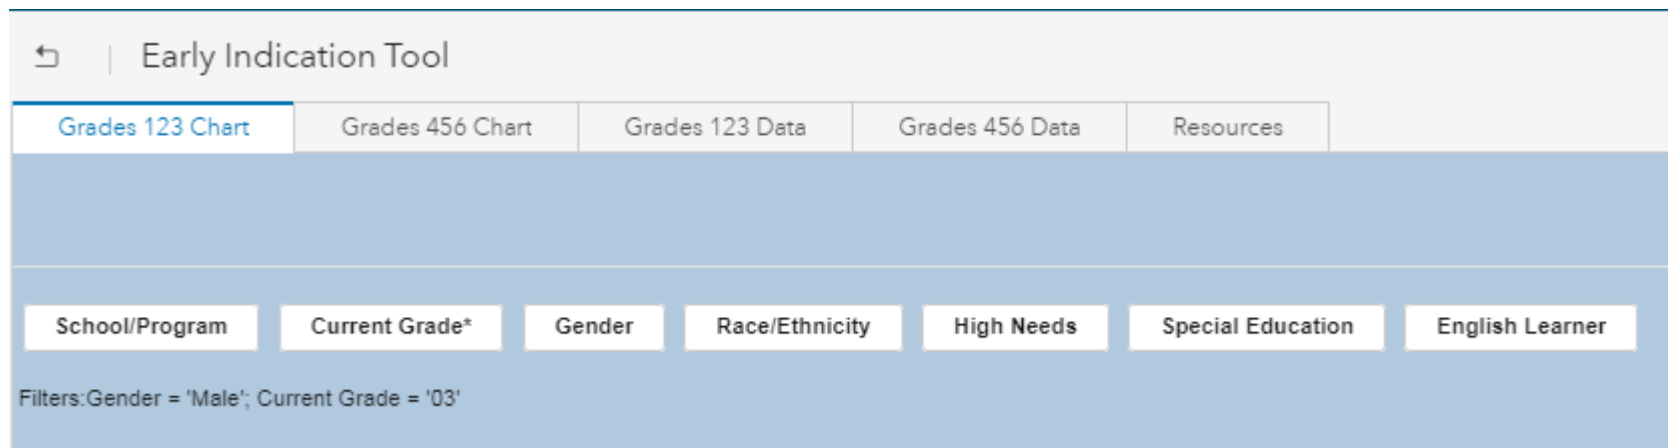 Early Indication Tool
Grades 123 Chart Grades 456 Chart Grades 123 Data Grades 456 Data Resources
School/Program Current Grade* Gender Race/Ethnicity High Needs Special Education English Learner
Filters:Gender = 'Male'; Current Grade = '03'